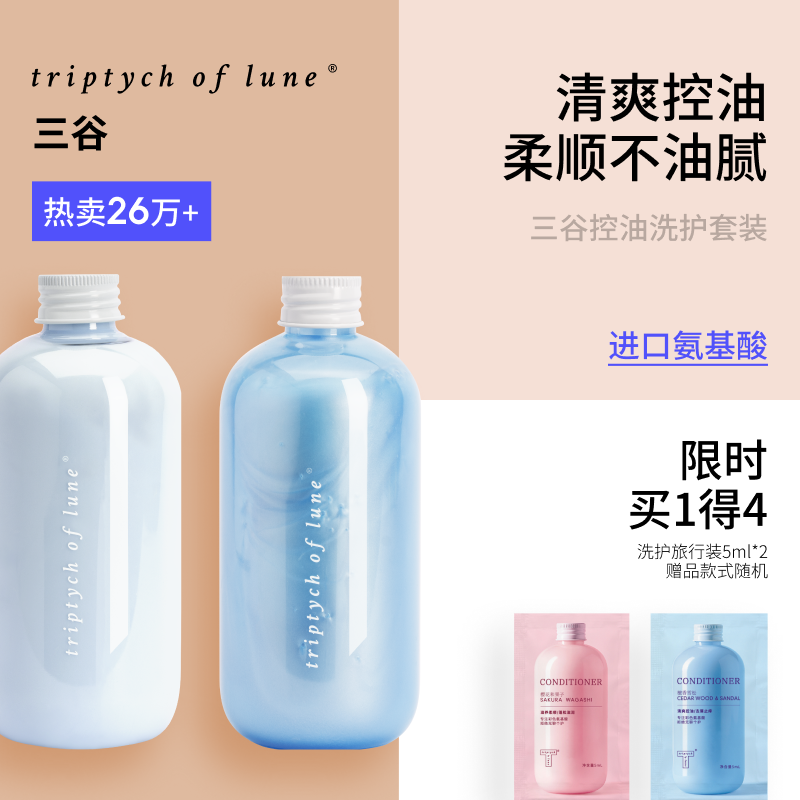 triptych of lune®
三谷
热卖26万+
清爽控油
柔顺不油腻
三谷控油洗护套装
进口氨基酸
triptych of lune®
triptych of lune®
限时
买1得4
洗护旅行装5ml*2
赠品款式随机
CONDITIONER
SAKURA WAGASHI
CONDITIONER
CEDAR WOOD & SANDAL